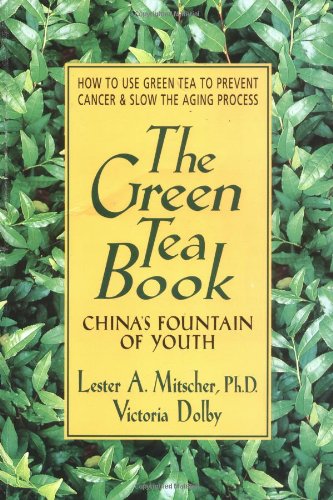 HOW TO USE GREEN TEA TO PREVENT
CANCER & SLOW THE AGING PROCESS
The
Green
Tea
Book
CHINA'S FOUNTAIN
OF YOUTH
Lester A. Mitscher, Ph.D.
Victoria Dolby